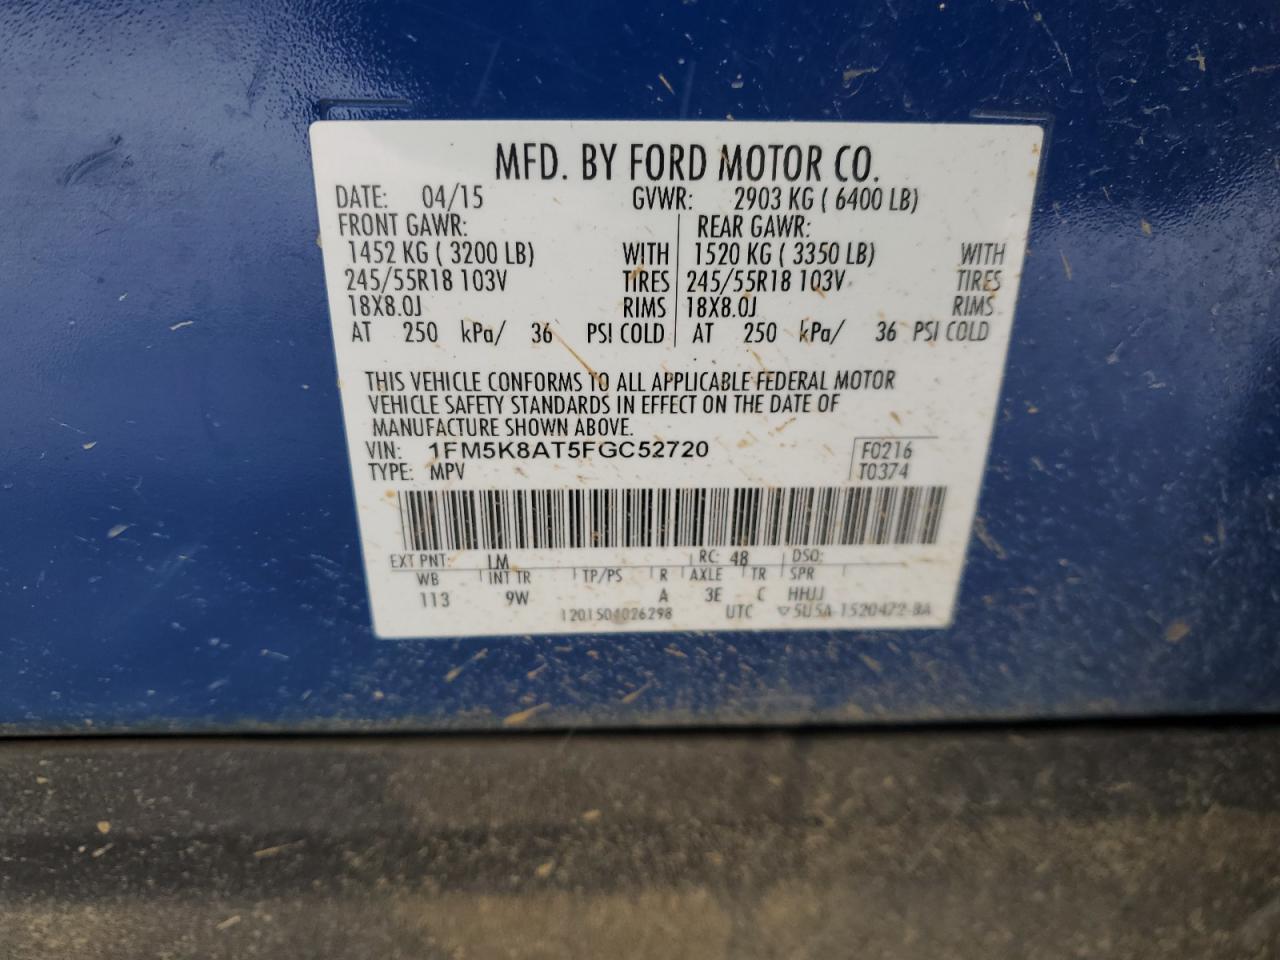 MFD. BY FORD MOTOR CO.
DATE: 04/15 GVWR: 2903 KG ( 6400 LB)
FRONT GAWR: REAR GAWR:
1452 KG ( 3200 LB) WITH 1520 KG ( 3350 LB) WITH
245/55R18 103V TIRES 245/55R18 103V TIRES
18X8.0J RIMS 18X8.0J RIMS
AT 250 kPa/ 36 PSI COLD AT 250 kPa/ 36 PSI COLD
THIS VEHICLE CONFORMS TO ALL APPLICABLE FEDERAL MOTOR
VEHICLE SAFETY STANDARDS IN EFFECT ON THE DATE OF
MANUFACTURE SHOWN ABOVE.
VIN: 1FM5K8AT5FGC52720 F0216
TYPE: MPV T0374
EXT PNT: LM RC: 48 DSO:
WB INT TR TP/PS R AXLE TR SPR
113 9W A 3E C HHJJ
1201504026298 UTC ▽5U5A-1520472-BA